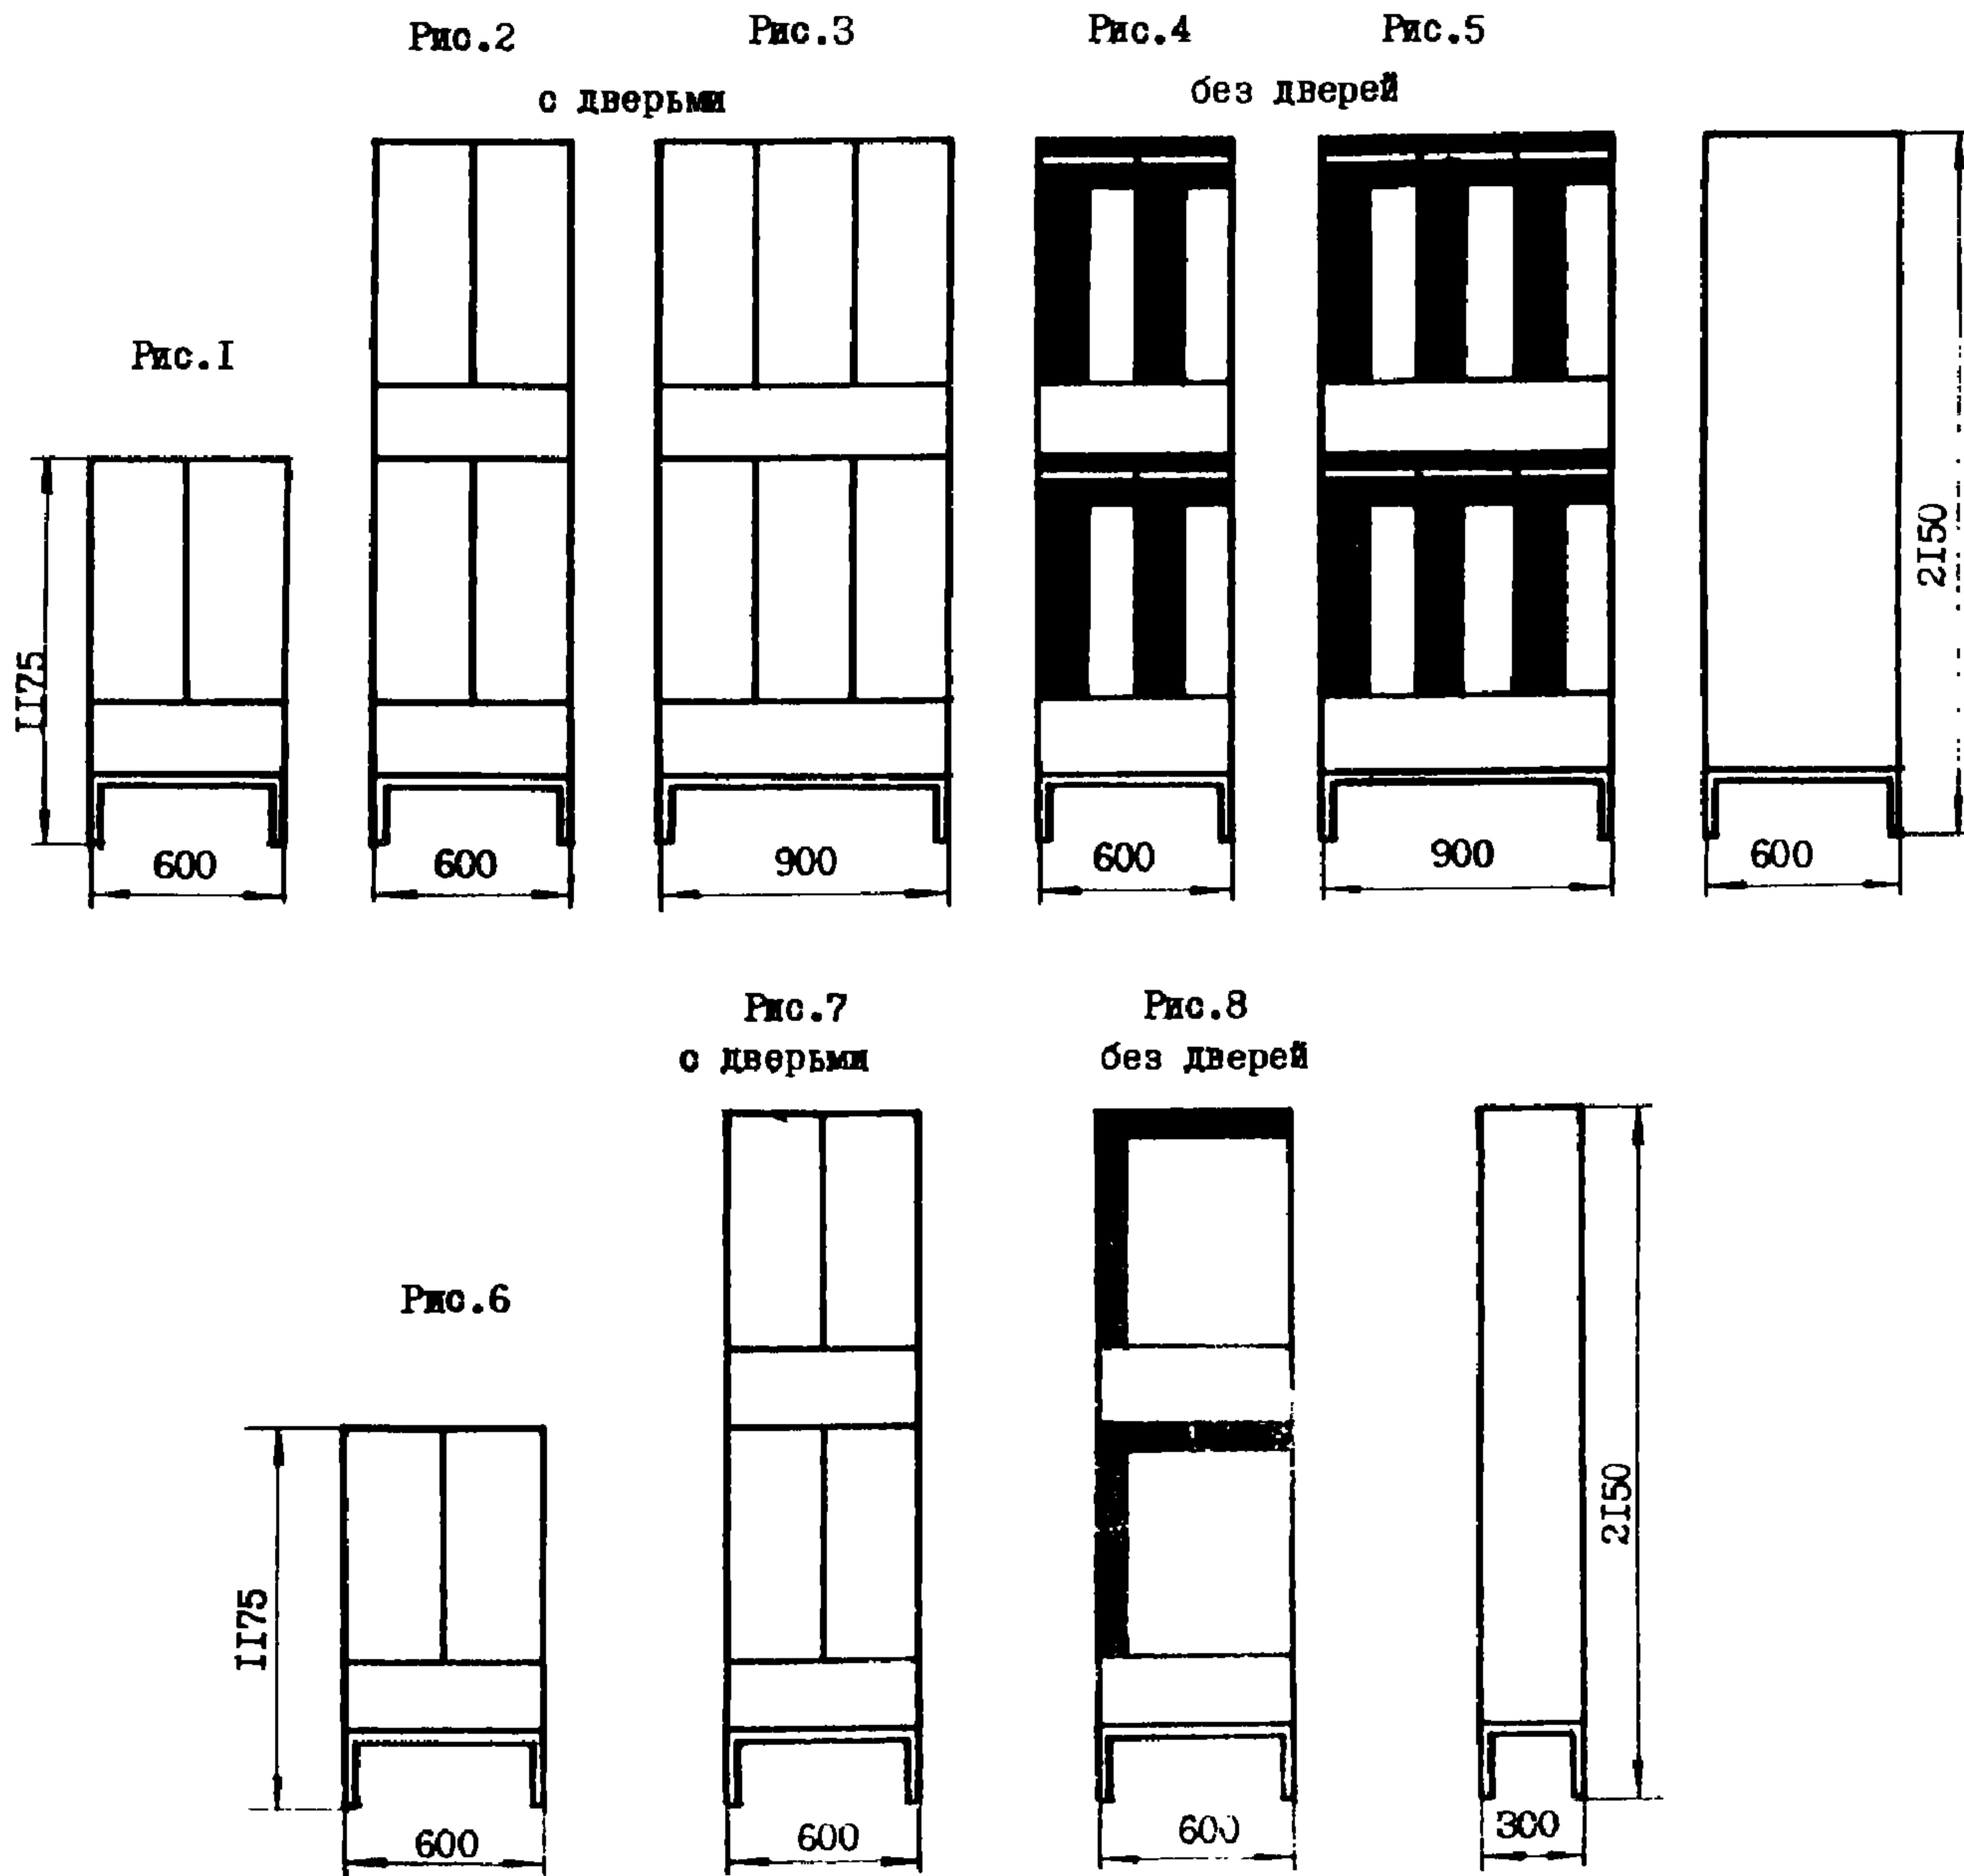 Рис.2
Рис.3
Рис.4
Рис.5
с дверьми
без дверей
Рис.I
II75
2I50
600
600
900
600
900
600
Рис.7
Рис.8
с дверьми
без дверей
Рис.6
II75
2I50
600
600
600
300